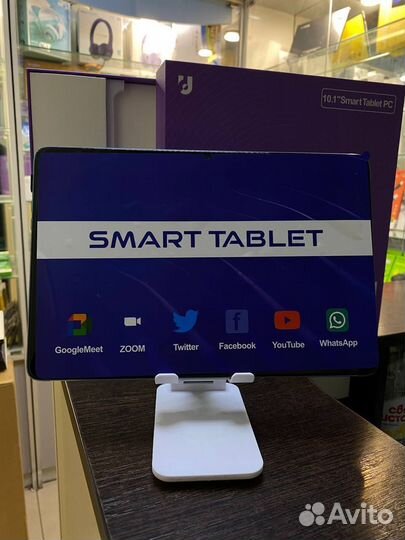 10.1"Smart Tablet PC
SMART TABLET
GoogleMeet ZOOM Twitter Facebook YouTube WhatsApp
Avito